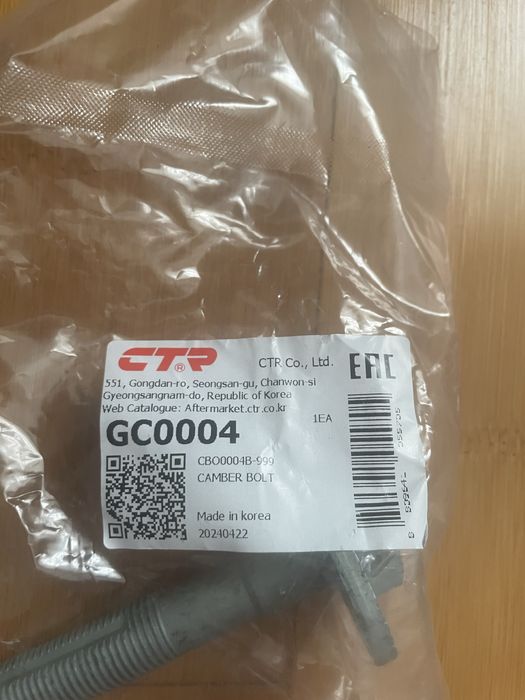 CTR® CTR Co., Ltd. EAC
551, Gongdan-ro, Seongsan-gu, Chanwon-si
Gyeongsangnam-do, Republic of Korea
Web Catalogue: Aftermarket.ctr.co.kr
1EA
GC0004
CBO0004B-999
CAMBER BOLT
Made in korea
20240422